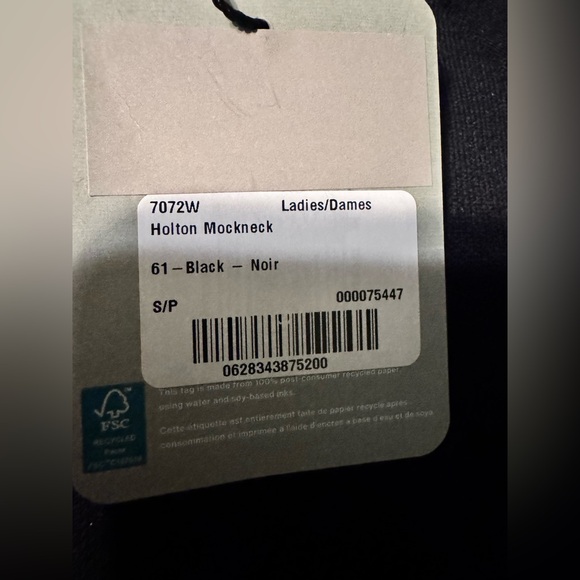 7072W Ladies/Dames
Holton Mockneck
61-Black - Noir
S/P 000075447
0628343875200
This tag is made from 100% post-consumer recycled paper,
using water and soy-based inks.
Cette étiquette est entièrement faite de papier recyclé après
consommation et imprimée à l'aide d'encres à base d'eau et de soya.
FSC
RECYCLED
Paper